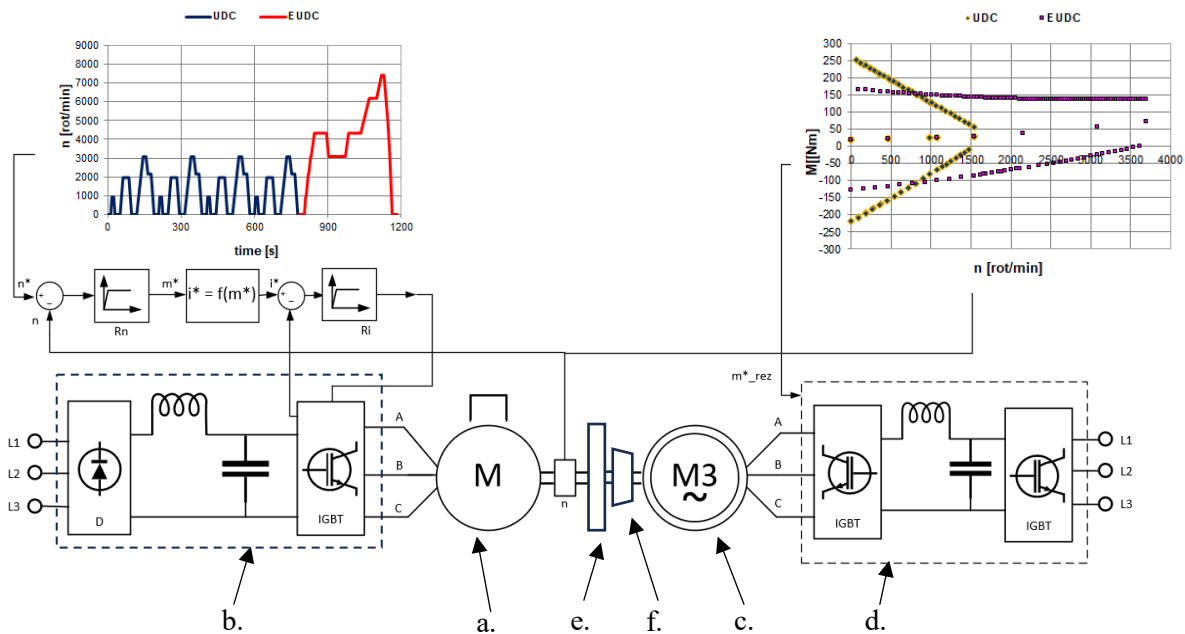 UDC EUDC
9000
8000
7000
6000
5000
4000
3000
2000
1000
0
n [rot/min]
0 300 600 900 1200
time [s]
UDC EUDC
300
250
200
150
100
50
0
-50
-100
-150
-200
-250
-300
M[[Nm]
0 500 1000 1500 2000 2500 3000 3500 4000
n [rot/min]
n* m* i* = f(m*) i*
+ - + -
n
Rn Ri
m*_rez
L1
L2
L3
D
IGBT
A
B
C
M
n
M3
~
A
B
C
IGBT
IGBT
L1
L2
L3
b. a. e. f. c. d.